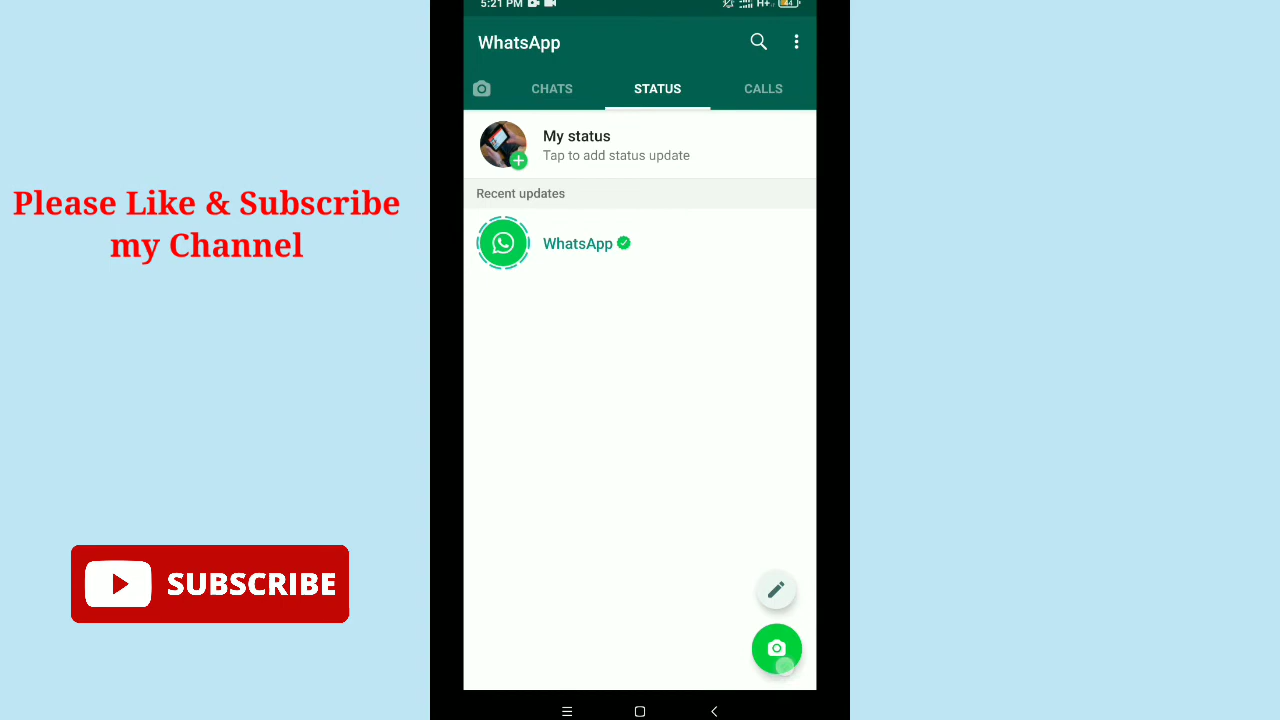 5:21 PM
H+
44
WhatsApp
CHATS
STATUS
CALLS
My status
Tap to add status update
Recent updates
WhatsApp
Please Like & Subscribe
my Channel
SUBSCRIBE